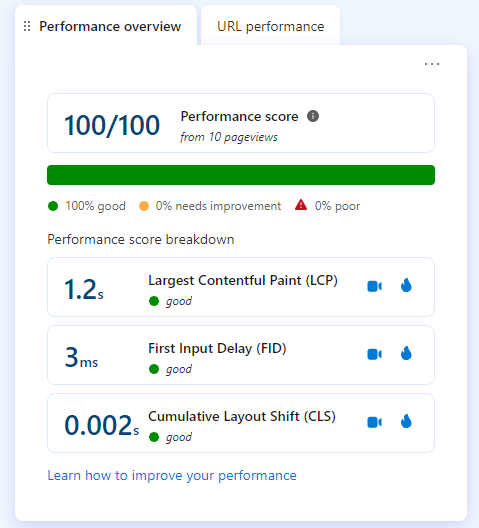 Performance overview
URL performance
100/100
Performance score
from 10 pageviews
100% good
0% needs improvement
0% poor
Performance score breakdown
1.2s
Largest Contentful Paint (LCP)
good
3ms
First Input Delay (FID)
good
0.002s
Cumulative Layout Shift (CLS)
good
Learn how to improve your performance